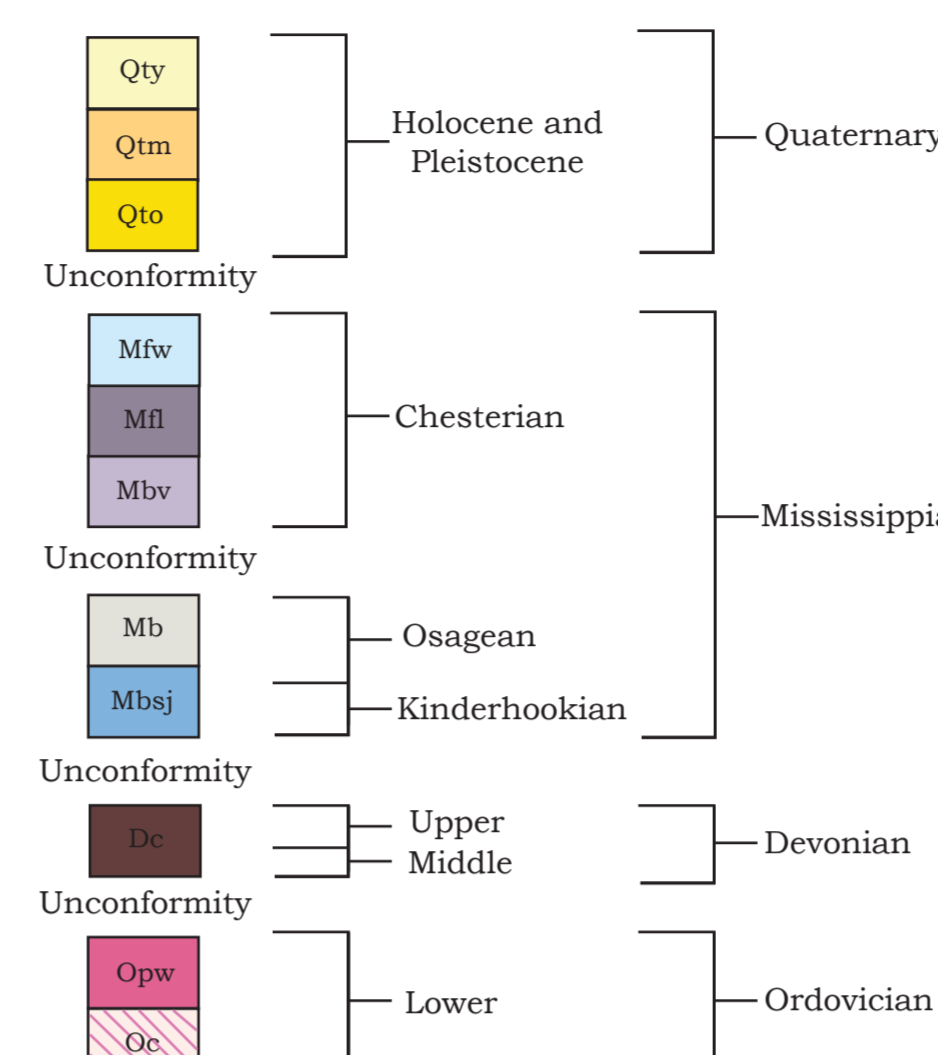 Qty
Qtm
Qto
Holocene and
Pleistocene
Quaternary
Unconformity
Mfw
Mfl
Mbv
Chesterian
Unconformity
Mb
Mbsj
Osagean
Kinderhookian
Mississippia
Unconformity
Dc
Upper
Middle
Devonian
Unconformity
Opw
Oc
Lower
Ordovician